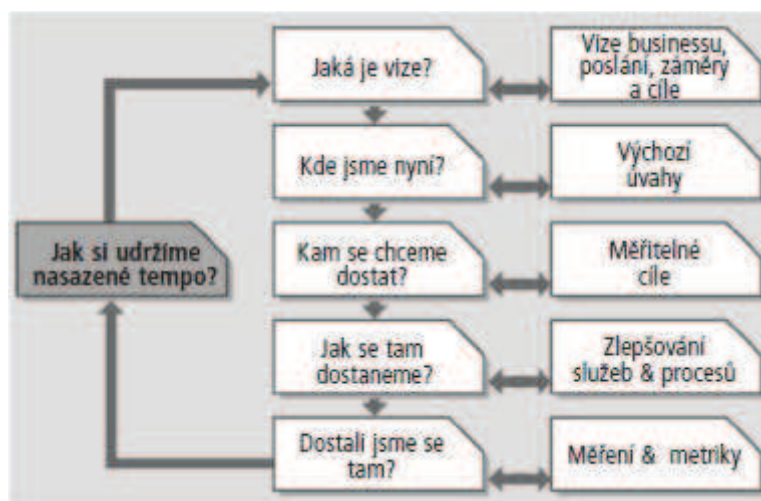 Jaká je vize?
Vize businessu,
poslání, záměry
a cíle
Kde jsme nyní?
Výchozí
úvahy
Jak si udržíme
nasazené tempo?
Kam se chceme
dostat?
Měřitelné
cíle
Jak se tam
dostaneme?
Zlepšování
služeb & procesů
Dostali jsme se
tam?
Měření & metriky